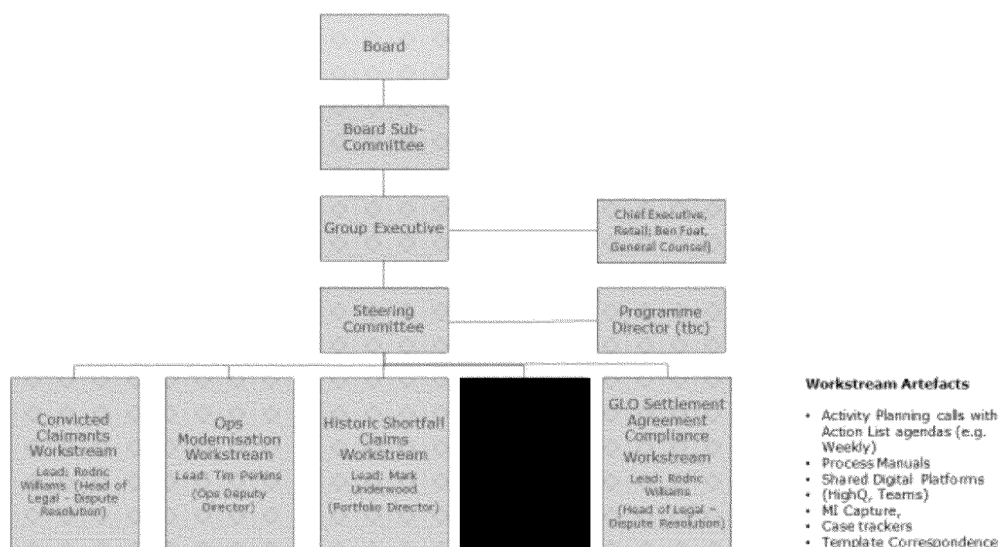 Board
Board Sub-
Committee
Group Executive
Chief Executive,
Retail; Ben Foat,
General Counsel)
Steering
Committee
Programme
Director (tbc)
Convicted
Claimants
Workstream
Lead: Rodric
Williams (Head of
Legal - Dispute
Resolution)
Ops
Modernisation
Workstream
Lead: Tim Perkins
(Ops Deputy
Director)
Historic Shortfall
Claims
Workstream
Lead: Mark
Underwood
(Portfolio Director)
GLO Settlement
Agreement
Compliance
Workstream
Lead: Rodric
Williams
(Head of Legal –
Dispute Resolution)
Workstream Artefacts
• Activity Planning calls with
Action List agendas (e.g.
Weekly)
• Process Manuals
• Shared Digital Platforms
• (HighQ, Teams)
• MI Capture,
• Case trackers
• Template Correspondence